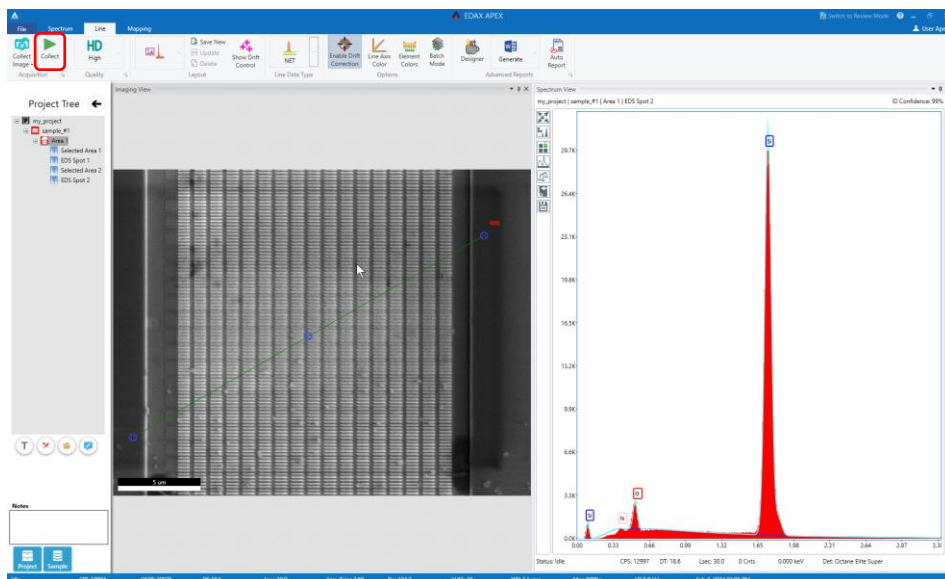 EDAX APEX
Switch to Review Mode
File Spectrum Line Mapping
Collect Image
Collect
HD
High
Save New
Update
Delete
Show Drift Control
NET
Enable Drift Correction
Line Axis Color
Element Colors
Batch Mode
Designer
Generate
Auto Report
Acquisition Quality Layout Line Data Type Options Advanced Reports
Project Tree
my_project
sample_#1
Area 1
Selected Area 1
EDS Spot 1
Selected Area 2
EDS Spot 2
T
Notes
Project Sample
Imaging View
5 um
Spectrum View
my_project | sample_#1 | Area 1 | EDS Spot 2
ID Confidence: 99%
29.7K
26.4K
23.1K
19.8K
16.5K
13.2K
9.9K
6.6K
3.3K
0.0K
Si
Si
N
O
0.00 0.33 0.66 0.99 1.32 1.65 1.98 2.31 2.64 2.97
Status: Idle CPS: 12997 DT: 18.6 Lsec: 30.0 0 Cnts 0.000 keV Det: Octane Elite Super